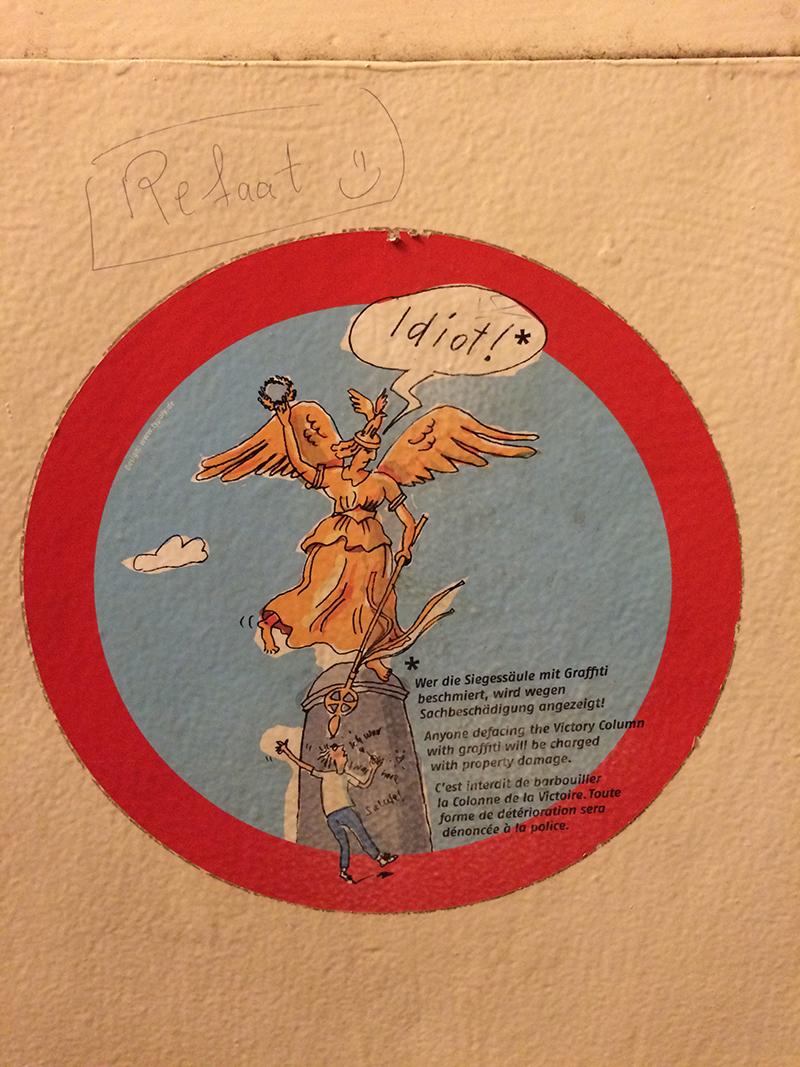 Refaat
Idiot!*
*
Wer die Siegessäule mit Graffiti
beschmiert, wird wegen
Sachbeschädigung angezeigt!
Anyone defacing the Victory Column
with graffiti will be charged
with property damage.
C'est interdit de barbouiller
la Colonne de la Victoire. Toute
forme de détérioration sera
dénoncée à la police.
Ich war